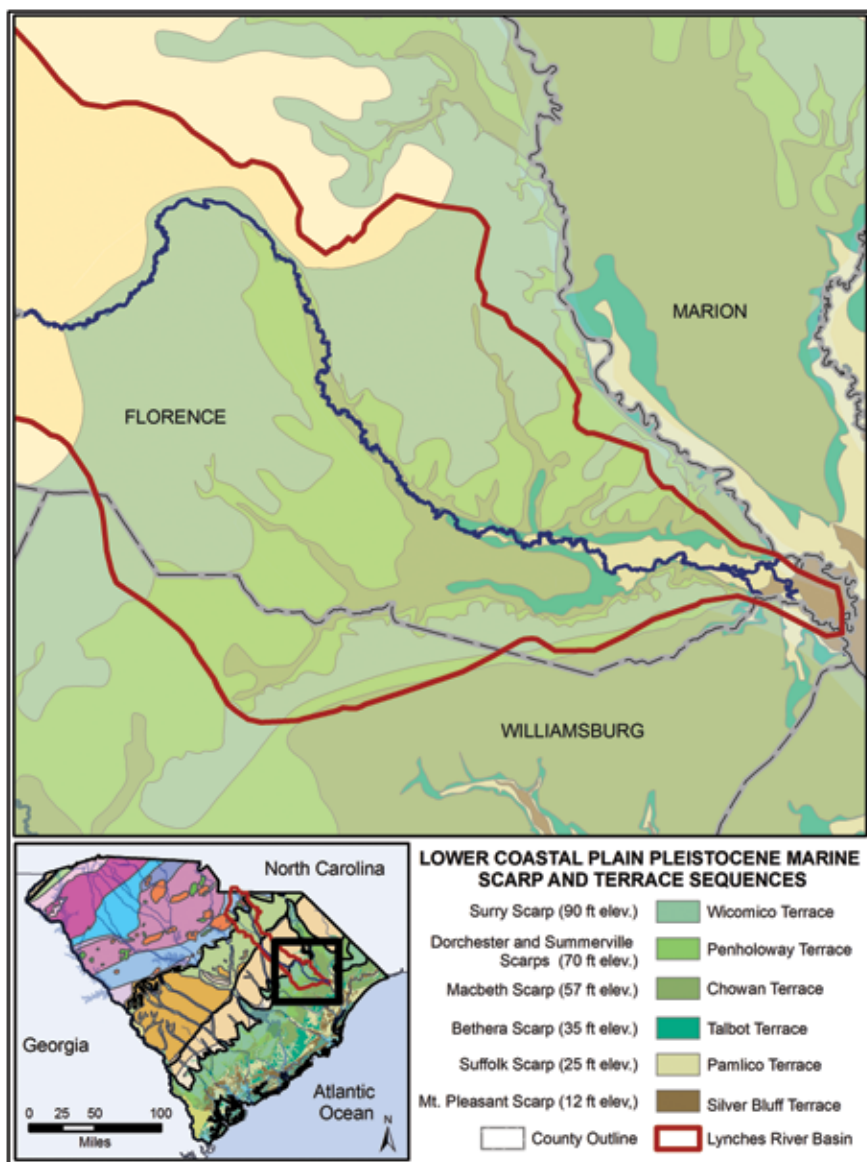 MARION
FLORENCE
WILLIAMSBURG
North Carolina
Georgia
Atlantic
Ocean
0 25 50 100
Miles
N
LOWER COASTAL PLAIN PLEISTOCENE MARINE
SCARP AND TERRACE SEQUENCES
Surry Scarp (90 ft elev.) Wicomico Terrace
Dorchester and Summerville
Scarps (70 ft elev.) Penholoway Terrace
Macbeth Scarp (57 ft elev.) Chowan Terrace
Bethera Scarp (35 ft elev.) Talbot Terrace
Suffolk Scarp (25 ft elev.) Pamlico Terrace
Mt. Pleasant Scarp (12 ft elev,) Silver Bluff Terrace
County Outline Lynches River Basin